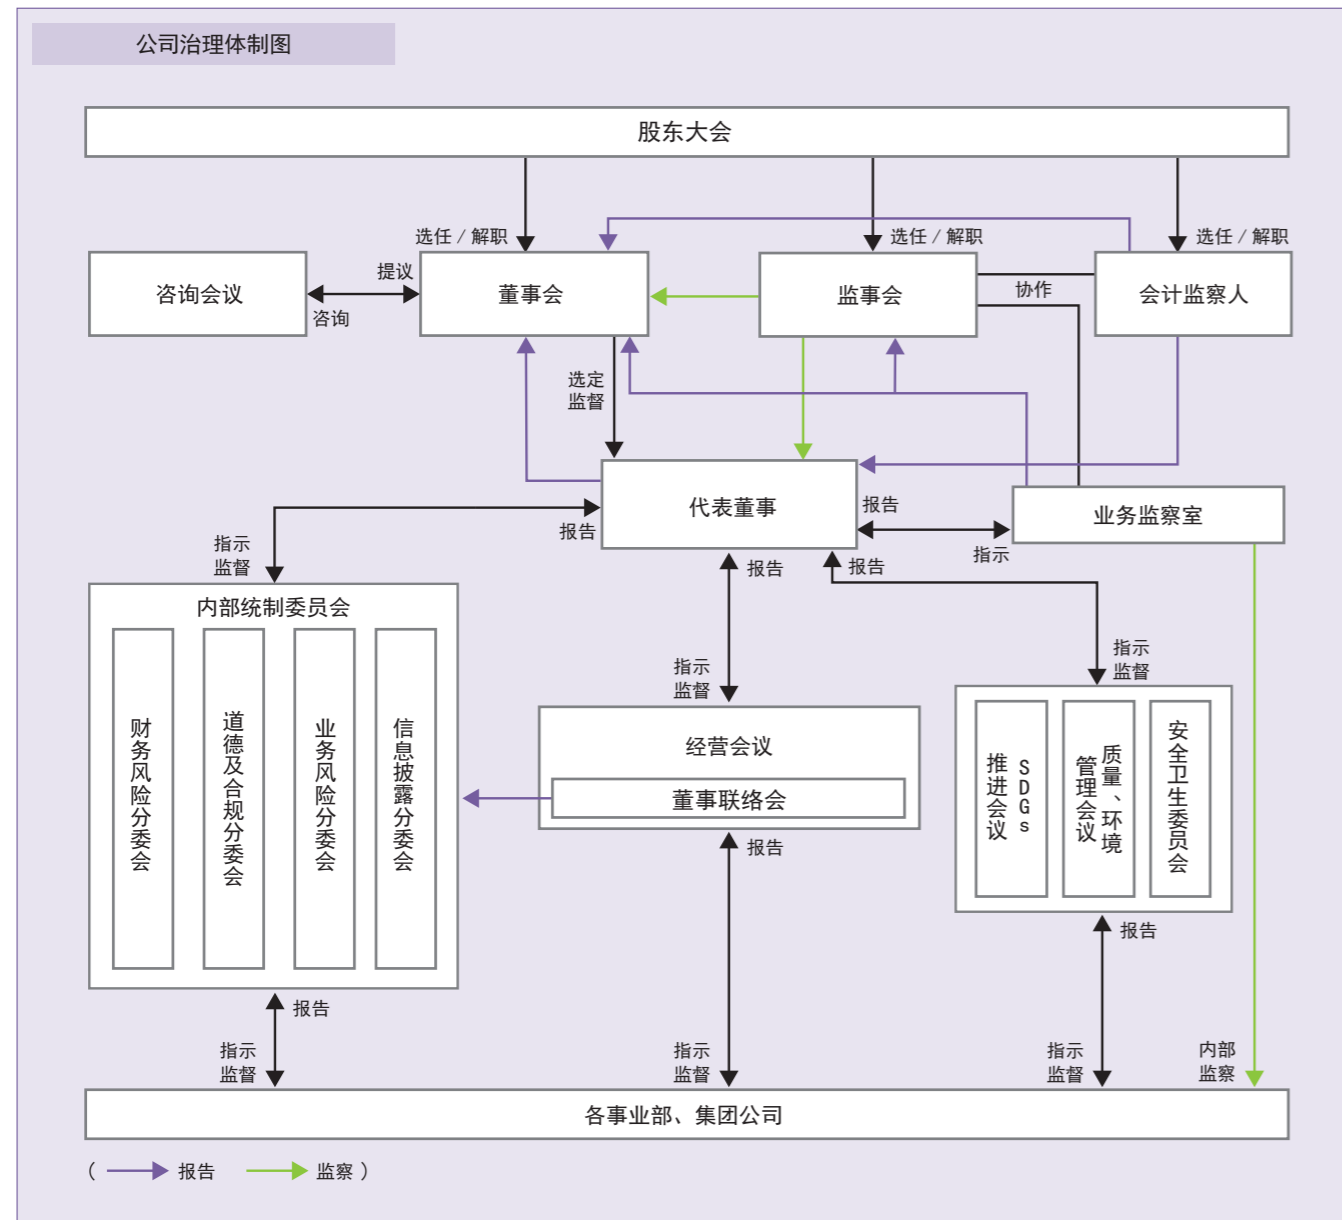 公司治理体制图
股东大会
选任 / 解职
选任 / 解职
选任 / 解职
咨询会议
提议
咨询
董事会
监事会
协作
会计监察人
选定
监督
代表董事
报告
指示
业务监察室
报告
指示
监督
报告
报告
内部统制委员会
财务风险分委会
道德及合规分委会
业务风险分委会
信息披露分委会
指示
监督
经营会议
董事联络会
指示
监督
SDGs
推进会议
质量、环境
管理会议
安全卫生委员会
报告
报告
报告
指示
监督
指示
监督
指示
监督
内部
监察
各事业部、集团公司
( 报告 监察 )